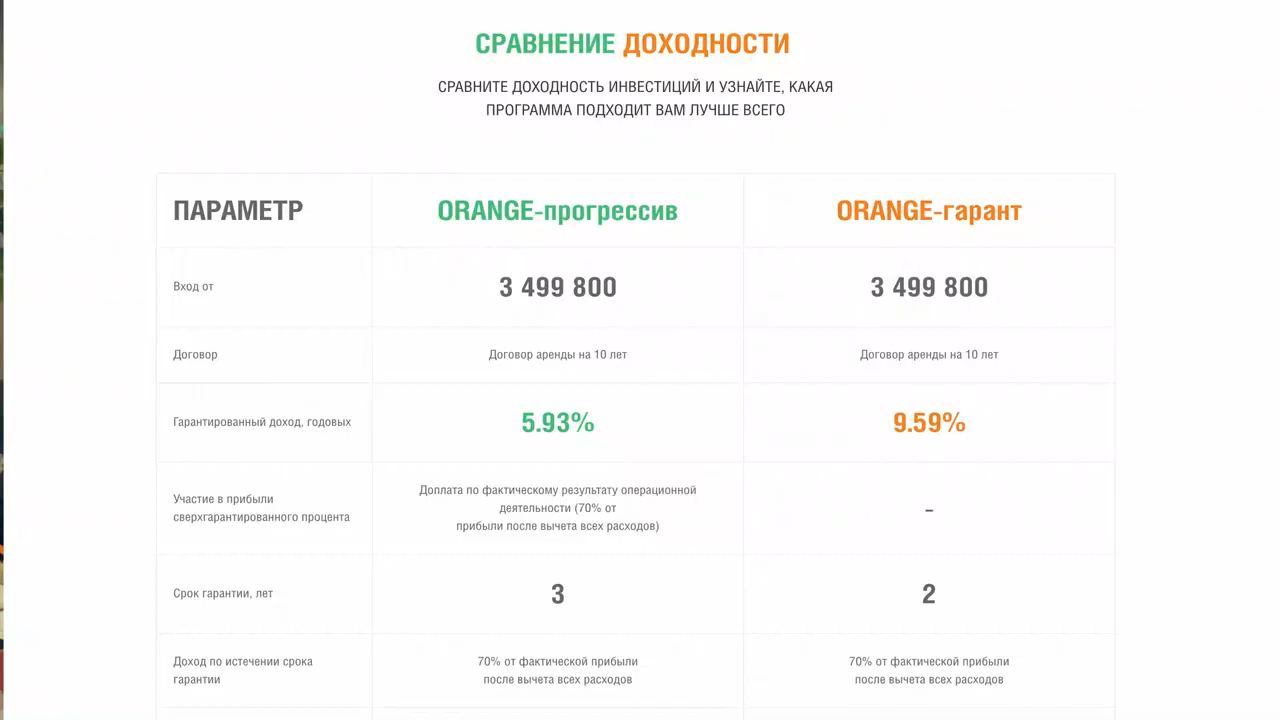 СРАВНЕНИЕ ДОХОДНОСТИ
СРАВНИТЕ ДОХОДНОСТЬ ИНВЕСТИЦИЙ И УЗНАЙТЕ, КАКАЯ
ПРОГРАММА ПОДХОДИТ ВАМ ЛУЧШЕ ВСЕГО
ПАРАМЕТР
ORANGE-прогрессив
ORANGE-гарант
Вход от
3 499 800
3 499 800
Договор
Договор аренды на 10 лет
Договор аренды на 10 лет
Гарантированный доход, годовых
5.93%
9.59%
Участие в прибыли
сверхгарантированного процента
Доплата по фактическому результату операционной
деятельности (70% от
прибыли после вычета всех расходов)
–
Срок гарантии, лет
3
2
Доход по истечении срока
гарантии
70% от фактической прибыли
после вычета всех расходов
70% от фактической прибыли
после вычета всех расходов